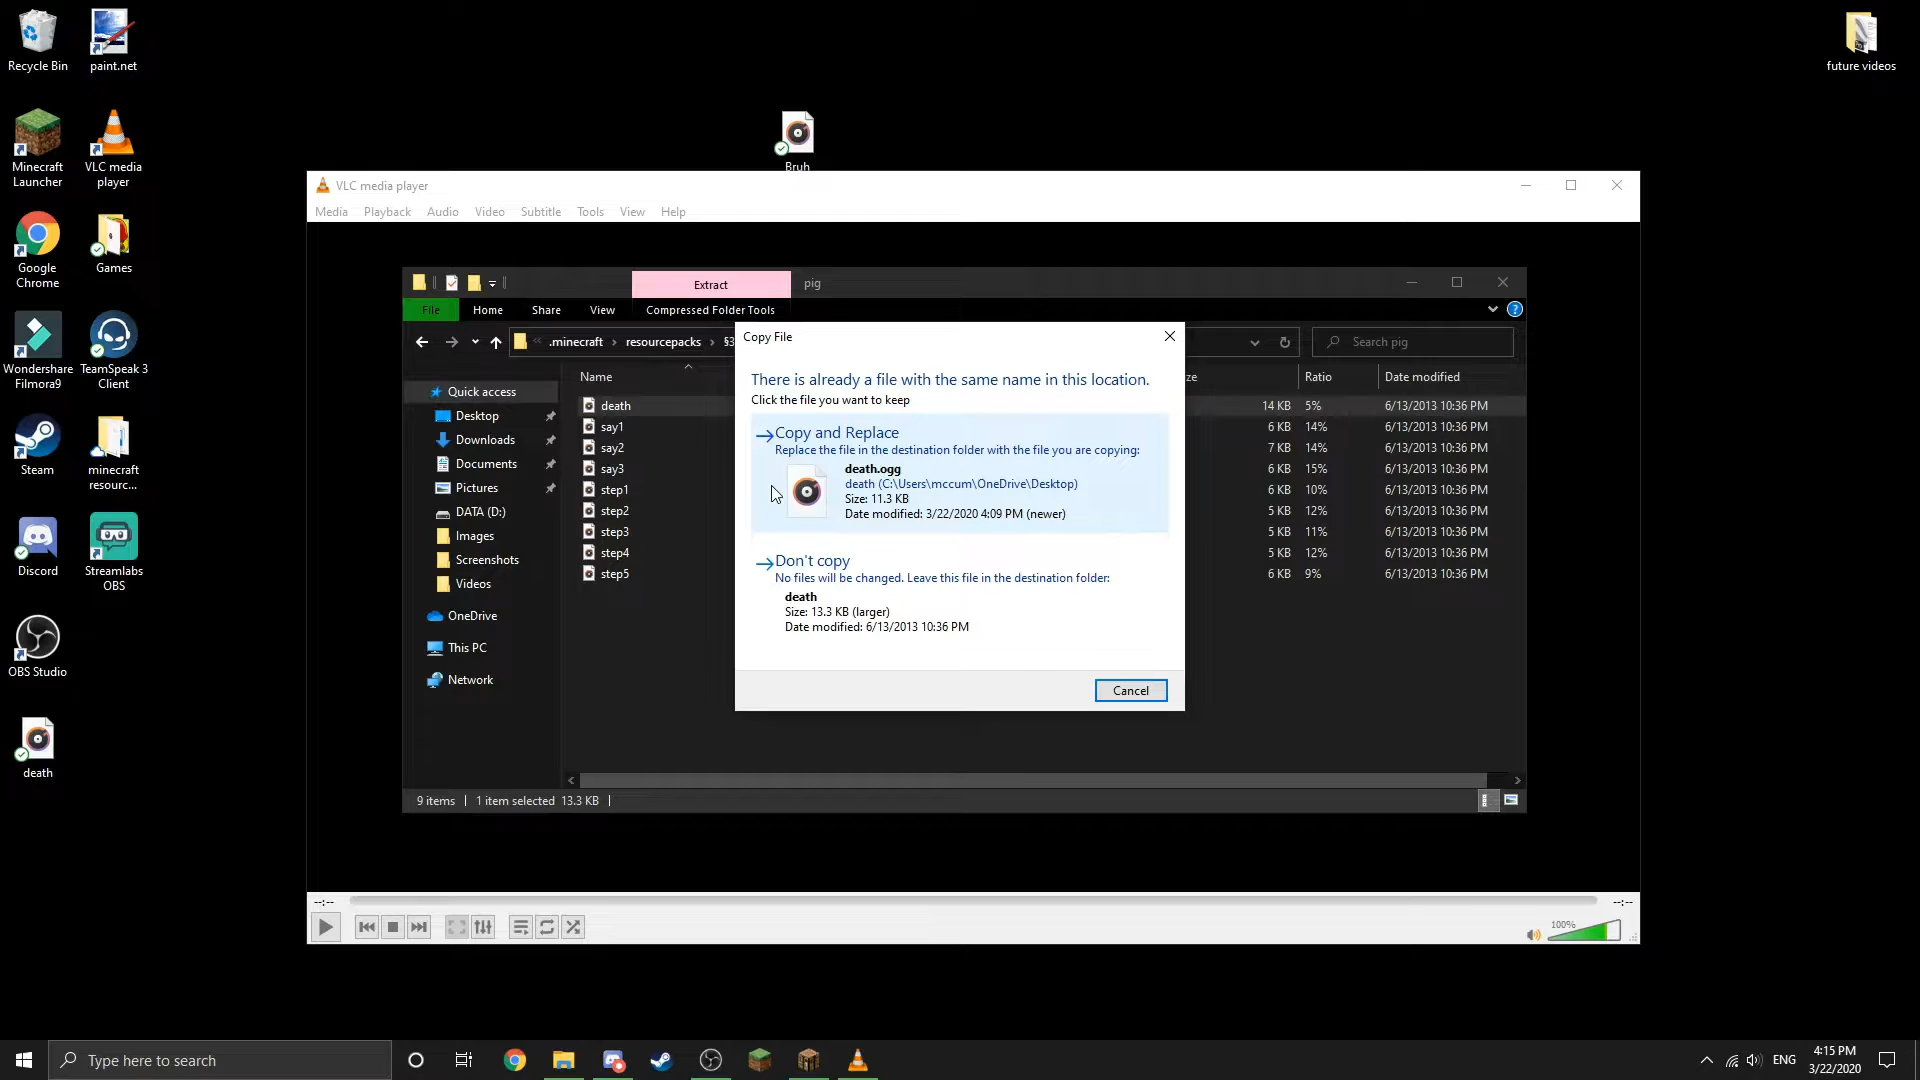 Recycle Bin
paint.net
future videos
Minecraft
Launcher
VLC media
player
Bruh
Google
Chrome
Games
Wondershare
Filmora9
TeamSpeak 3
Client
Steam
minecraft
resourc...
Discord
Streamlabs
OBS
OBS Studio
death
VLC media player
Media Playback Audio Video Subtitle Tools View Help
Extract pig
File Home Share View Compressed Folder Tools
« .minecraft › resourcepacks › §3
Search pig
Name
ze Ratio Date modified
Quick access
Desktop
Downloads
Documents
Pictures
DATA (D:)
Images
Screenshots
Videos
OneDrive
This PC
Network
death 14 KB 5% 6/13/2013 10:36 PM
say1 6 KB 14% 6/13/2013 10:36 PM
say2 7 KB 14% 6/13/2013 10:36 PM
say3 6 KB 15% 6/13/2013 10:36 PM
step1 6 KB 10% 6/13/2013 10:36 PM
step2 5 KB 12% 6/13/2013 10:36 PM
step3 5 KB 11% 6/13/2013 10:36 PM
step4 5 KB 12% 6/13/2013 10:36 PM
step5 6 KB 9% 6/13/2013 10:36 PM
9 items 1 item selected 13.3 KB
Copy File
There is already a file with the same name in this location.
Click the file you want to keep
Copy and Replace
Replace the file in the destination folder with the file you are copying:
death.ogg
death (C:\Users\mccum\OneDrive\Desktop)
Size: 11.3 KB
Date modified: 3/22/2020 4:09 PM (newer)
Don't copy
No files will be changed. Leave this file in the destination folder:
death
Size: 13.3 KB (larger)
Date modified: 6/13/2013 10:36 PM
Cancel
--:-- --:--
100%
Type here to search
ENG
4:15 PM
3/22/2020